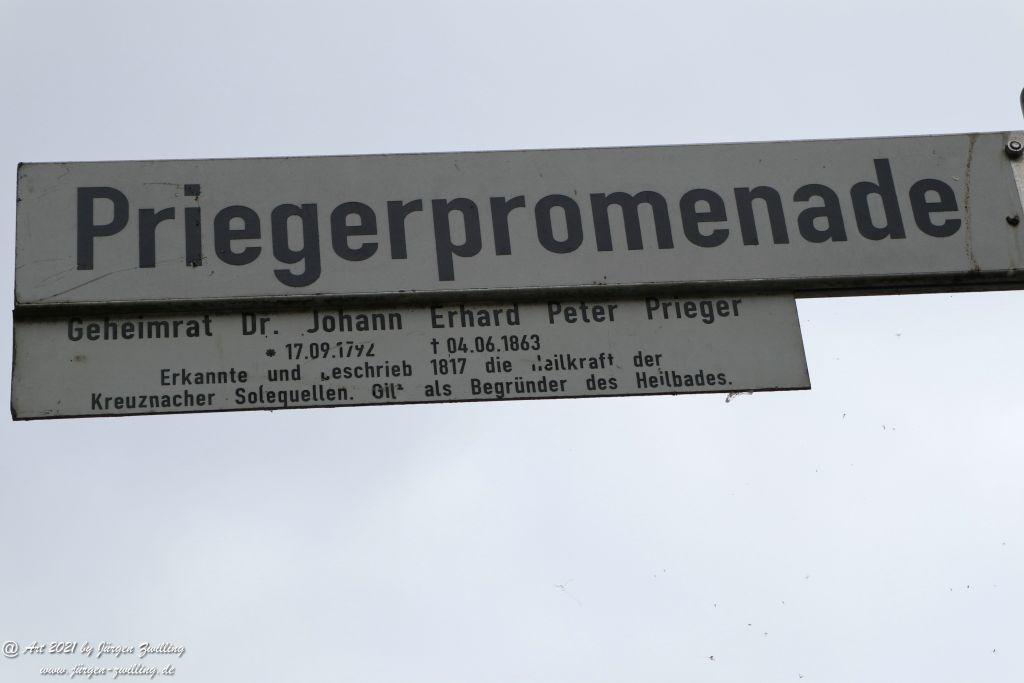 Priegerpromenade
Geheimrat Dr. Johann Erhard Peter Prieger
* 17.09.1792 † 04.06.1863
Erkannte und beschrieb 1817 die Heilkraft der
Kreuznacher Solequellen. Gilt als Begründer des Heilbades.
@ Art 2021 by Jürgen Zwilling
www.jürgen-zwilling.de